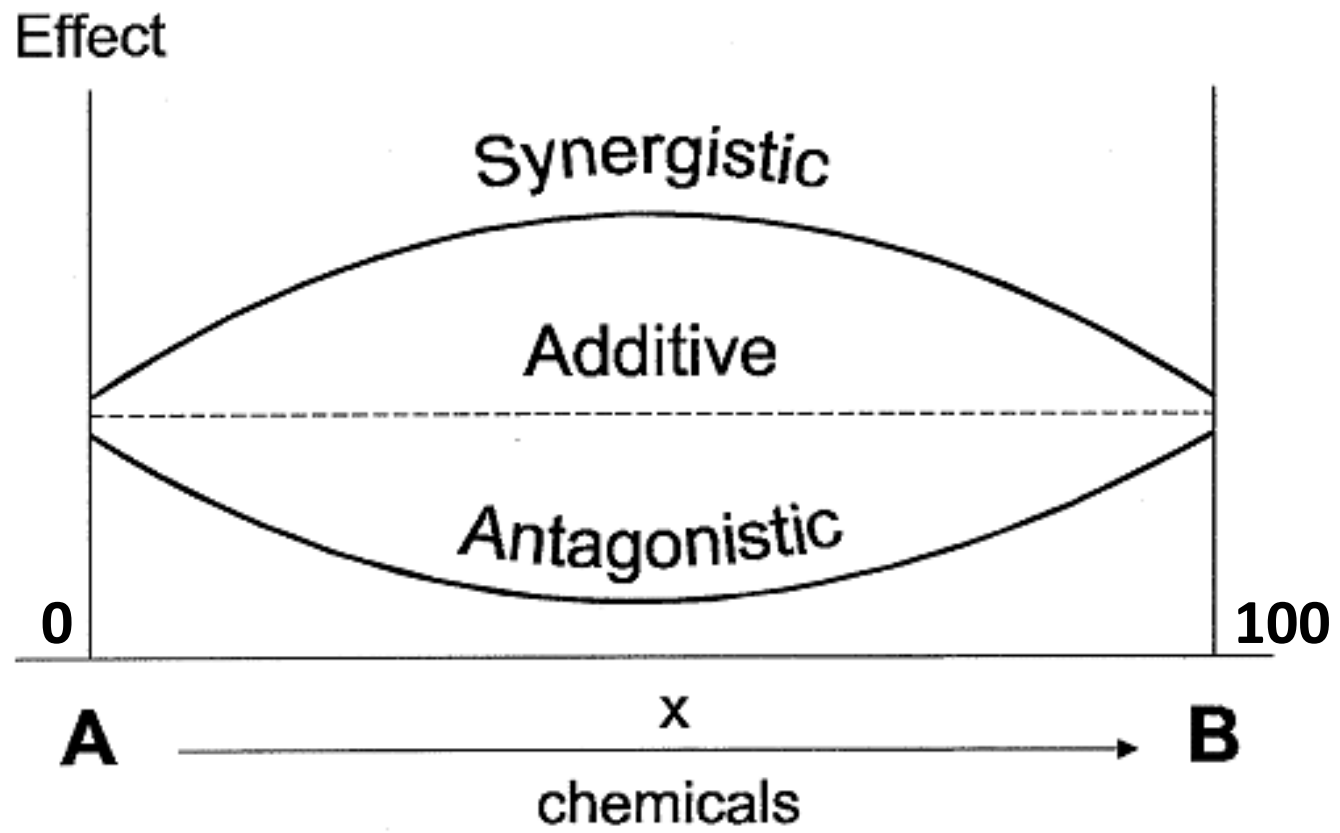 Effect
Synergistic
Additive
Antagonistic
0
100
A
x
B
chemicals